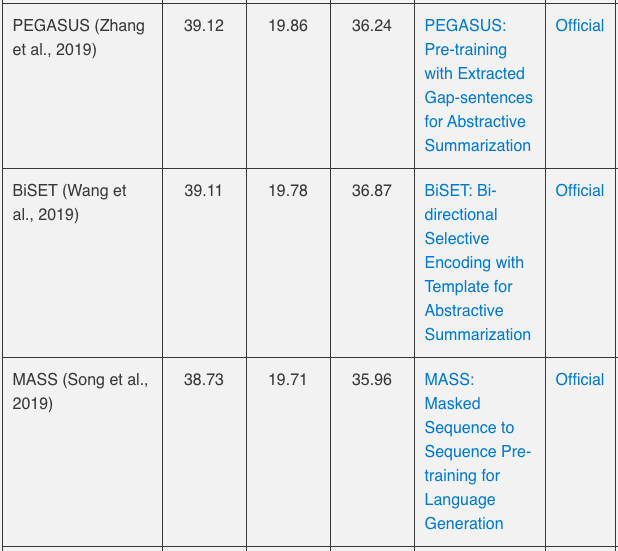 PEGASUS (Zhang et al., 2019) 39.12 19.86 36.24 PEGASUS: Official
Pre-training
with Extracted
Gap-sentences
for Abstractive
Summarization
BiSET (Wang et al., 2019) 39.11 19.78 36.87 BiSET: Bi- Official
directional
Selective
Encoding with
Template for
Abstractive
Summarization
MASS (Song et al., 2019) 38.73 19.71 35.96 MASS: Official
Masked
Sequence to
Sequence Pre-
training for
Language
Generation